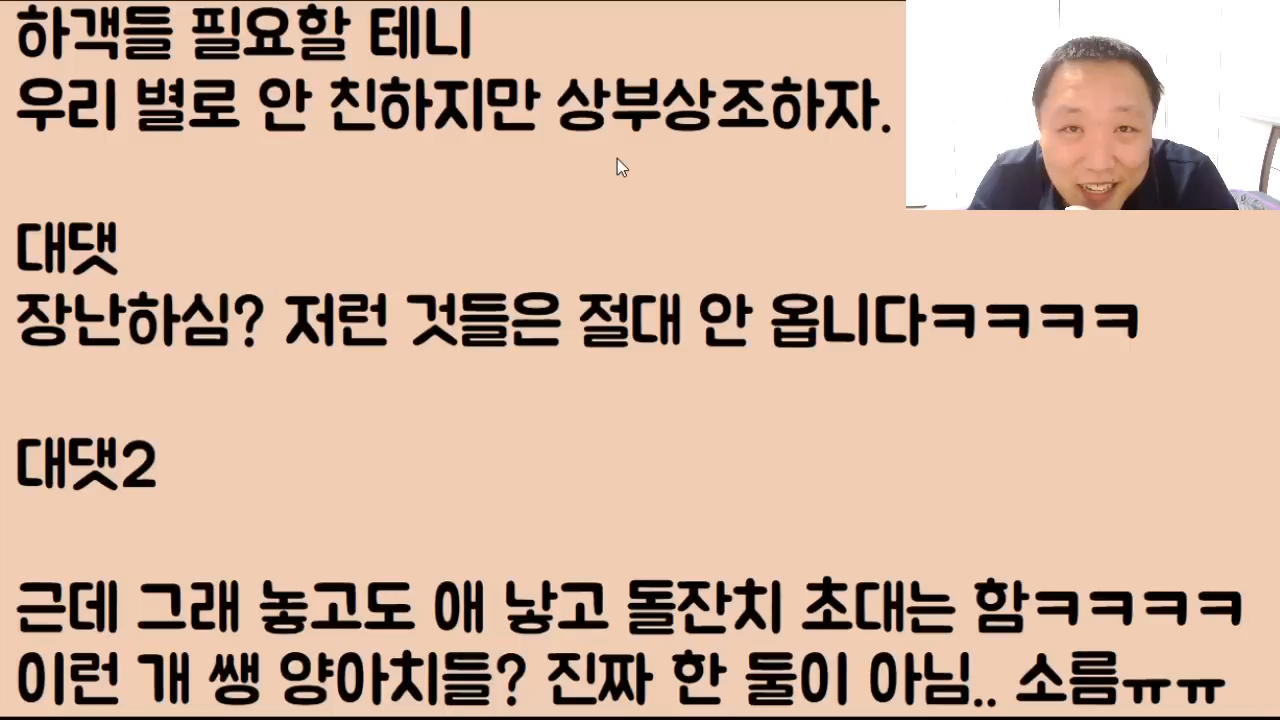 하객들 필요할 테니
우리 별로 안 친하지만 상부상조하자.
대댓
장난하심? 저런 것들은 절대 안 옵니다ㅋㅋㅋㅋ
대댓2
근데 그래 놓고도 애 낳고 돌잔치 초대는 함ㅋㅋㅋㅋ
이런 개 쌩 양아치들? 진짜 한 둘이 아님.. 소름ㅠㅠ